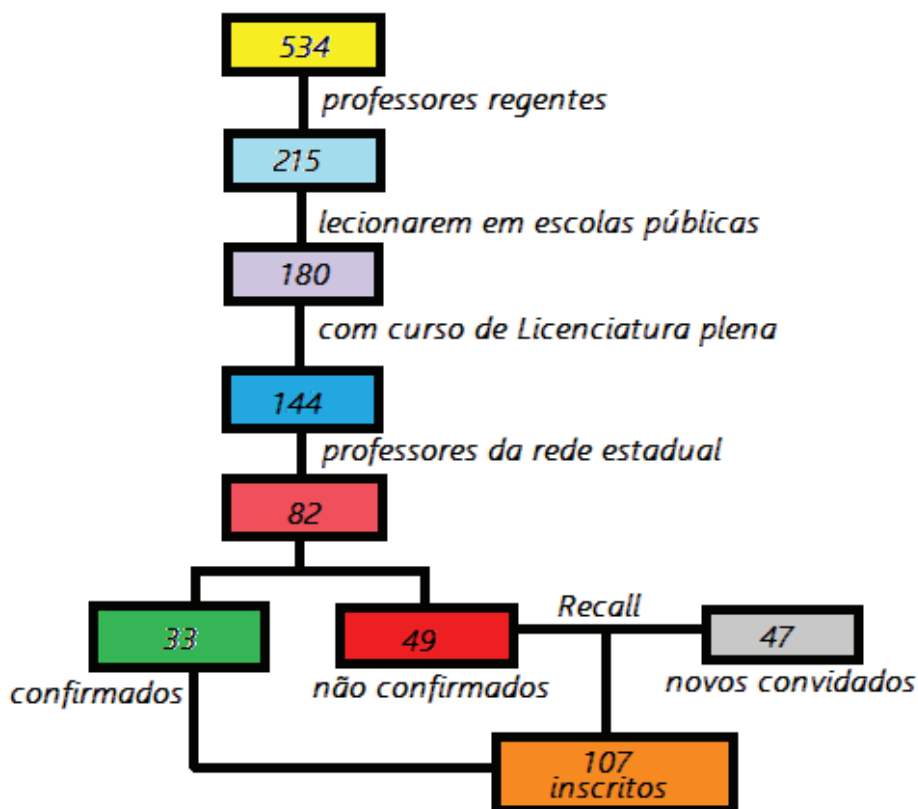 534
professores regentes
215
lecionarem em escolas públicas
180
com curso de Licenciatura plena
144
professores da rede estadual
82
33
confirmados
49
não confirmados
Recall
47
novos convidados
107
inscritos